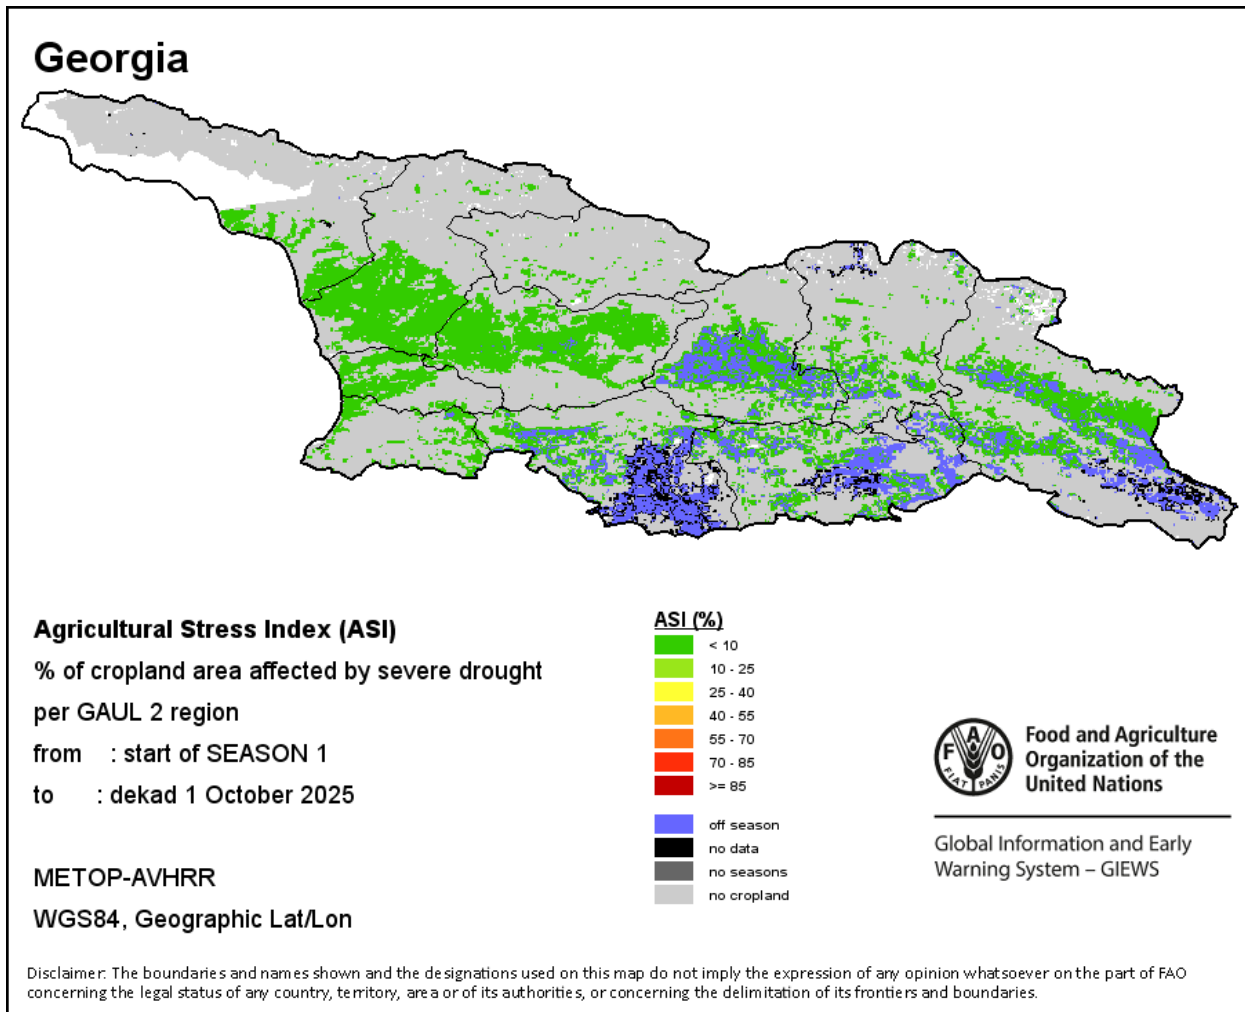 Georgia
Agricultural Stress Index (ASI)
% of cropland area affected by severe drought
per GAUL 2 region
from : start of SEASON 1
to : dekad 1 October 2025
METOP-AVHRR
WGS84, Geographic Lat/Lon
ASI (%)
< 10
10 - 25
25 - 40
40 - 55
55 - 70
70 - 85
>= 85
off season
no data
no seasons
no cropland
F A O
FIAT PANIS
Food and Agriculture
Organization of the
United Nations
Global Information and Early
Warning System – GIEWS
Disclaimer: The boundaries and names shown and the designations used on this map do not imply the expression of any opinion whatsoever on the part of FAO
concerning the legal status of any country, territory, area or of its authorities, or concerning the delimitation of its frontiers and boundaries.